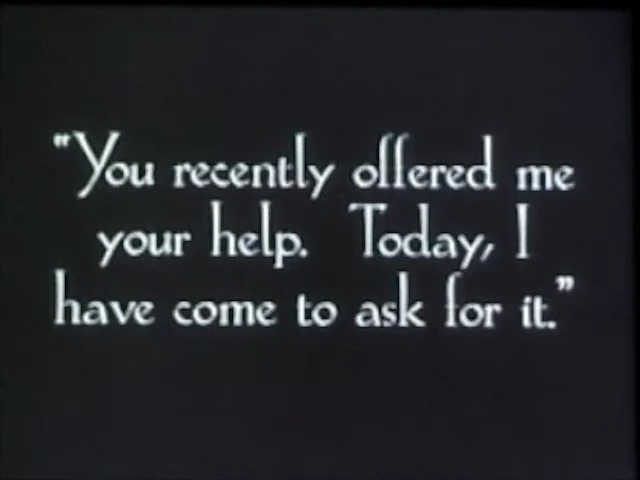 "You recently offered me
your help. Today, I
have come to ask for it."